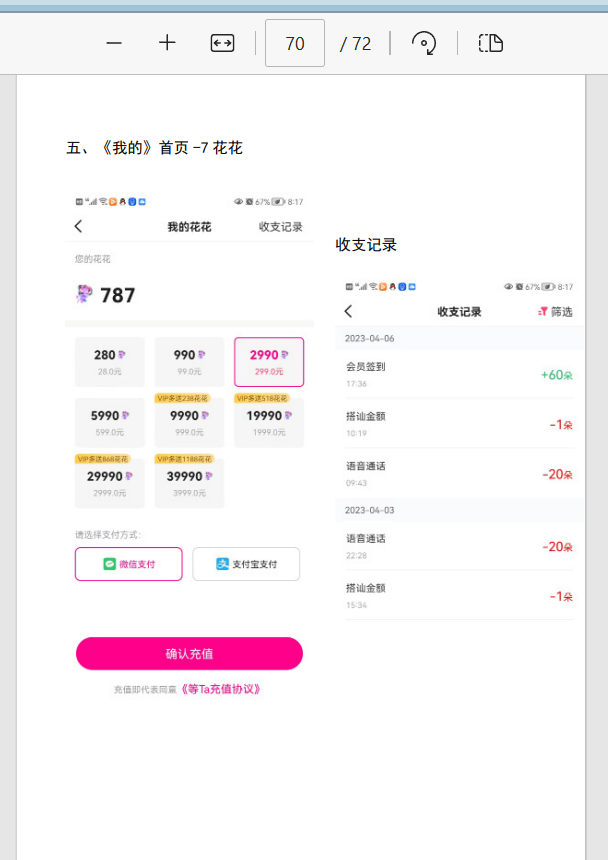 70 / 72
五、《我的》首页 –7 花花
67% 8:17
我的花花 收支记录
您的花花
787
280 990 2990
28.0元 99.0元 299.0元
VIP多送238花花 VIP多送518花花
5990 9990 19990
599.0元 999.0元 1999.0元
VIP多送868花花 VIP多送1188花花
29990 39990
2999.0元 3999.0元
请选择支付方式:
微信支付 支付宝支付
确认充值
充值即代表同意《等Ta充值协议》
收支记录
67% 8:17
收支记录 筛选
2023-04-06
会员签到
+60朵
17:36
搭讪金额
-1朵
10:19
语音通话
-20朵
09:43
2023-04-03
语音通话
-20朵
22:28
搭讪金额
-1朵
15:34